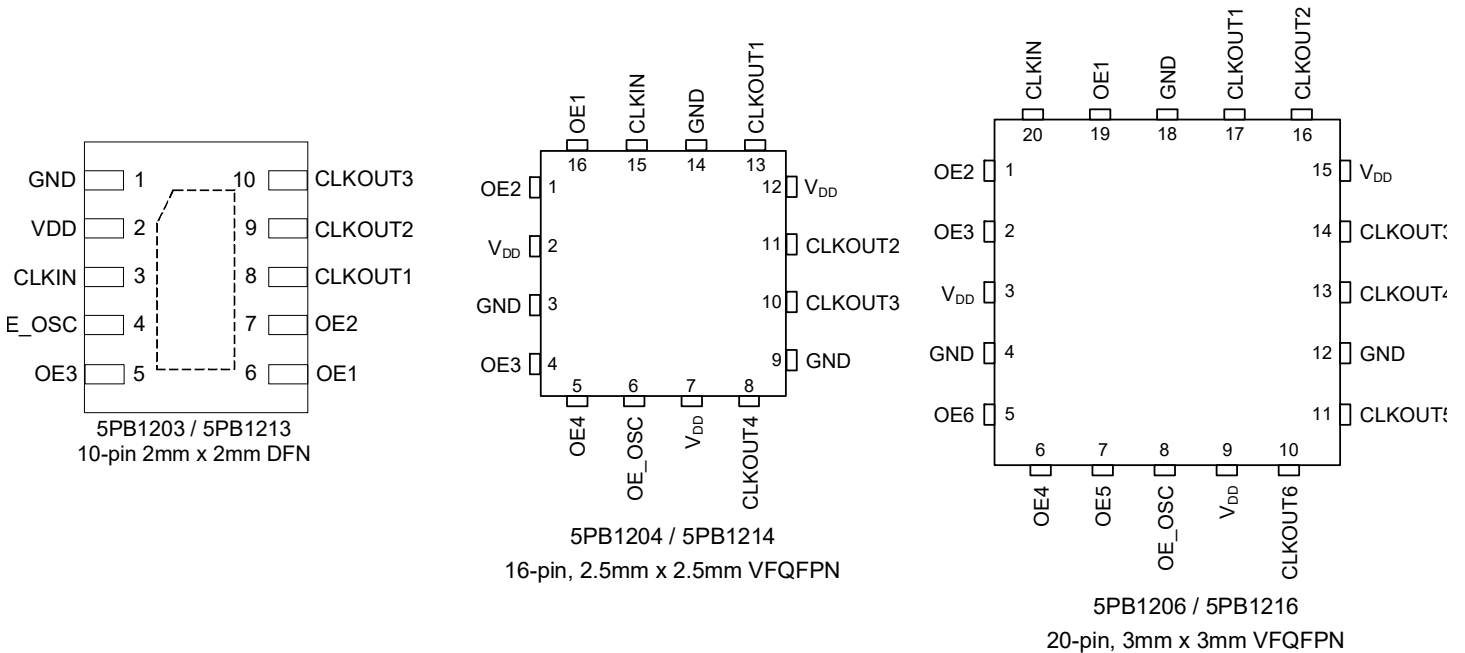 GND 1 10 CLKOUT3
VDD 2 9 CLKOUT2
CLKIN 3 8 CLKOUT1
E_OSC 4 7 OE2
OE3 5 6 OE1
5PB1203 / 5PB1213
10-pin 2mm x 2mm DFN
OE1 CLKIN GND CLKOUT1
16 15 14 13
OE2 1 12 VDD
VDD 2 11 CLKOUT2
GND 3 10 CLKOUT3
OE3 4 9 GND
5 6 7 8
OE4 OE_OSC VDD CLKOUT4
5PB1204 / 5PB1214
16-pin, 2.5mm x 2.5mm VFQFPN
CLKIN OE1 GND CLKOUT1 CLKOUT2
20 19 18 17 16
OE2 1 15 VDD
OE3 2 14 CLKOUT3
VDD 3 13 CLKOUT4
GND 4 12 GND
OE6 5 11 CLKOUT5
6 7 8 9 10
OE4 OE5 OE_OSC VDD CLKOUT6
5PB1206 / 5PB1216
20-pin, 3mm x 3mm VFQFPN